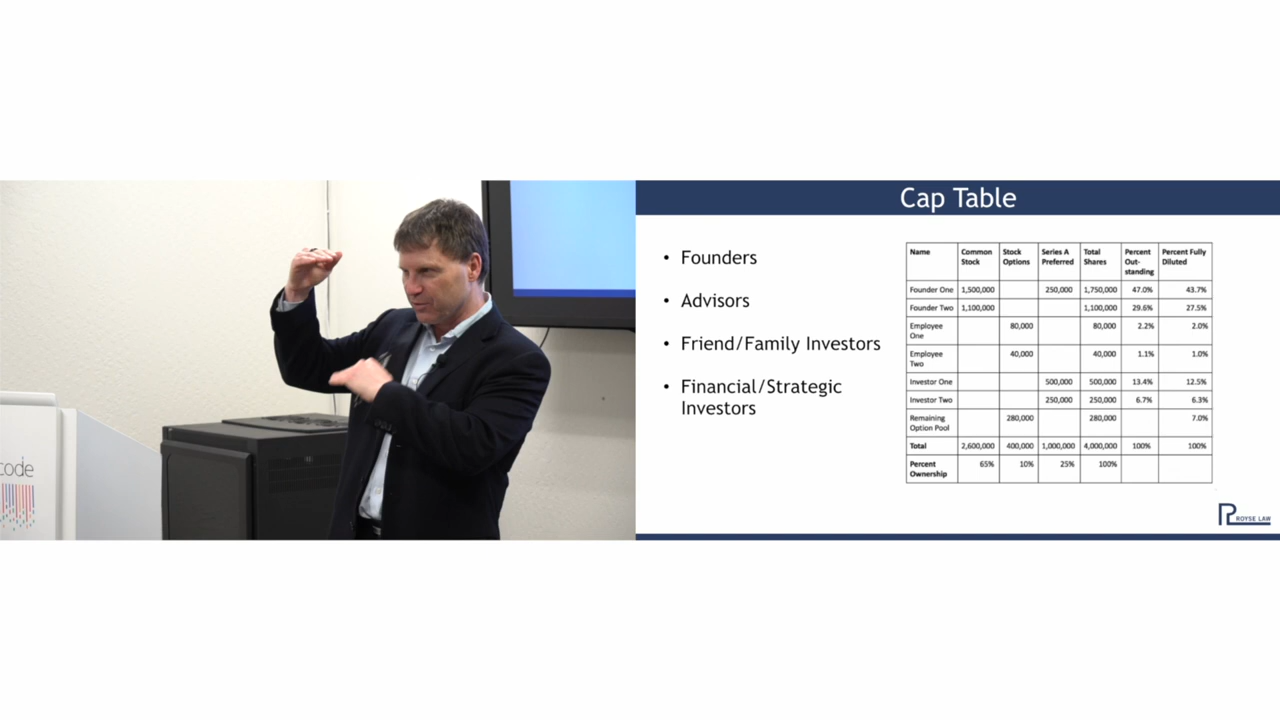 code
Cap Table
• Founders
• Advisors
• Friend/Family Investors
• Financial/Strategic
Investors
Name Common Stock Stock Options Series A Preferred Total Shares Percent Out-standing Percent Fully Diluted
Founder One 1,500,000 250,000 1,750,000 47.0% 43.7%
Founder Two 1,100,000 1,100,000 29.6% 27.5%
Employee One 80,000 80,000 2.2% 2.0%
Employee Two 40,000 40,000 1.1% 1.0%
Investor One 500,000 500,000 13.4% 12.5%
Investor Two 250,000 250,000 6.7% 6.3%
Remaining Option Pool 280,000 280,000 7.0%
Total 2,600,000 400,000 1,000,000 4,000,000 100% 100%
Percent Ownership 65% 10% 25% 100%
ROYSE LAW